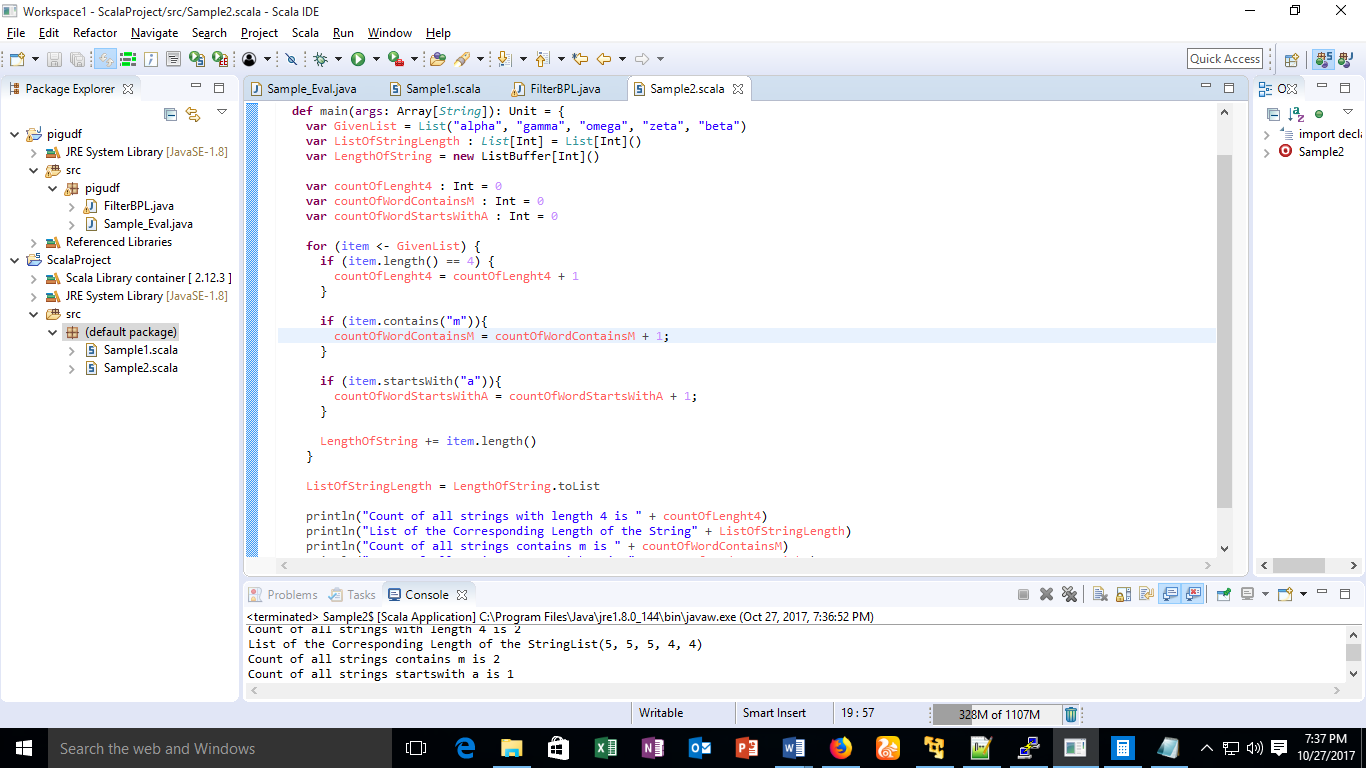 Workspace1 - ScalaProject/src/Sample2.scala - Scala IDE
File Edit Refactor Navigate Search Project Scala Run Window Help
Quick Access
Package Explorer
pigudf
JRE System Library [JavaSE-1.8]
src
pigudf
FilterBPL.java
Sample_Eval.java
Referenced Libraries
ScalaProject
Scala Library container [ 2.12.3 ]
JRE System Library [JavaSE-1.8]
src
(default package)
Sample1.scala
Sample2.scala
Sample_Eval.java Sample1.scala FilterBPL.java Sample2.scala
def main(args: Array[String]): Unit = {
var GivenList = List("alpha", "gamma", "omega", "zeta", "beta")
var ListOfStringLength : List[Int] = List[Int]()
var LengthOfString = new ListBuffer[Int]()
var countOfLenght4 : Int = 0
var countOfWordContainsM : Int = 0
var countOfWordStartsWithA : Int = 0
for (item <- GivenList) {
if (item.length() == 4) {
countOfLenght4 = countOfLenght4 + 1
}
if (item.contains("m")){
countOfWordContainsM = countOfWordContainsM + 1;
}
if (item.startsWith("a")){
countOfWordStartsWithA = countOfWordStartsWithA + 1;
}
LengthOfString += item.length()
}
ListOfStringLength = LengthOfString.toList
println("Count of all strings with length 4 is " + countOfLenght4)
println("List of the Corresponding Length of the String" + ListOfStringLength)
println("Count of all strings contains m is " + countOfWordContainsM)
O
import decla
Sample2
Problems Tasks Console
<terminated> Sample2$ [Scala Application] C:\Program Files\Java\jre1.8.0_144\bin\javaw.exe (Oct 27, 2017, 7:36:52 PM)
Count of all strings with length 4 is 2
List of the Corresponding Length of the StringList(5, 5, 5, 4, 4)
Count of all strings contains m is 2
Count of all strings startswith a is 1
Writable Smart Insert 19 : 57 328M of 1107M
Search the web and Windows
7:37 PM
10/27/2017